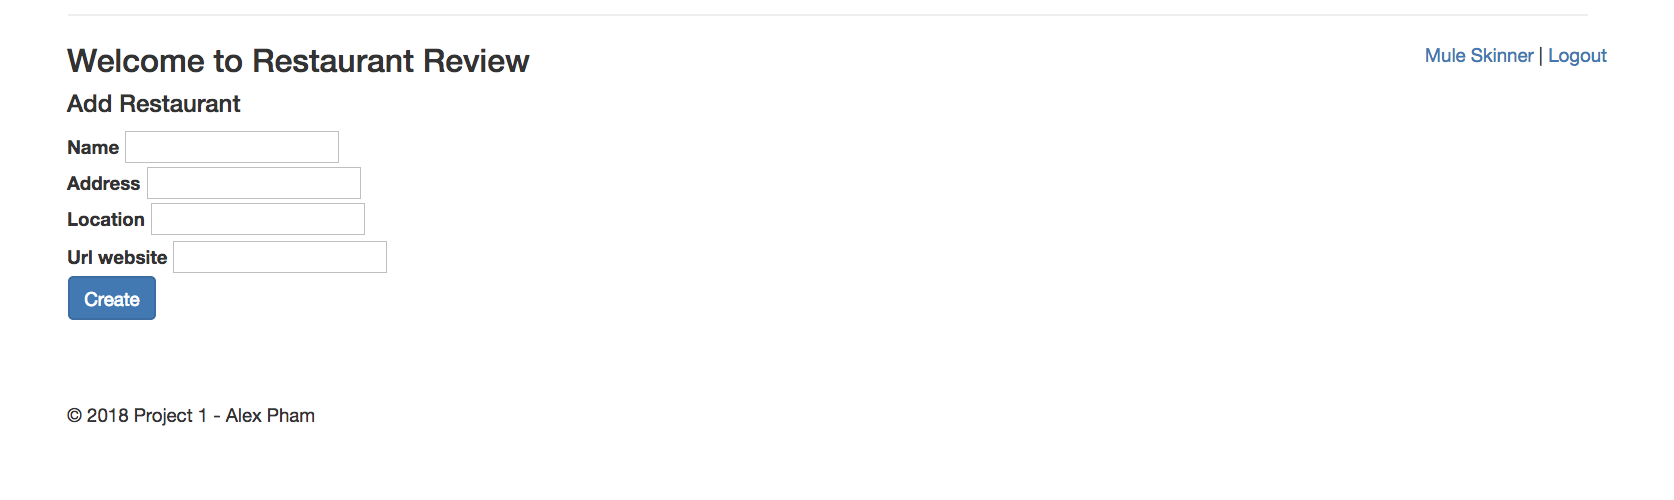 Welcome to Restaurant Review
Mule Skinner | Logout
Add Restaurant
Name
Address
Location
Url website
Create
© 2018 Project 1 - Alex Pham